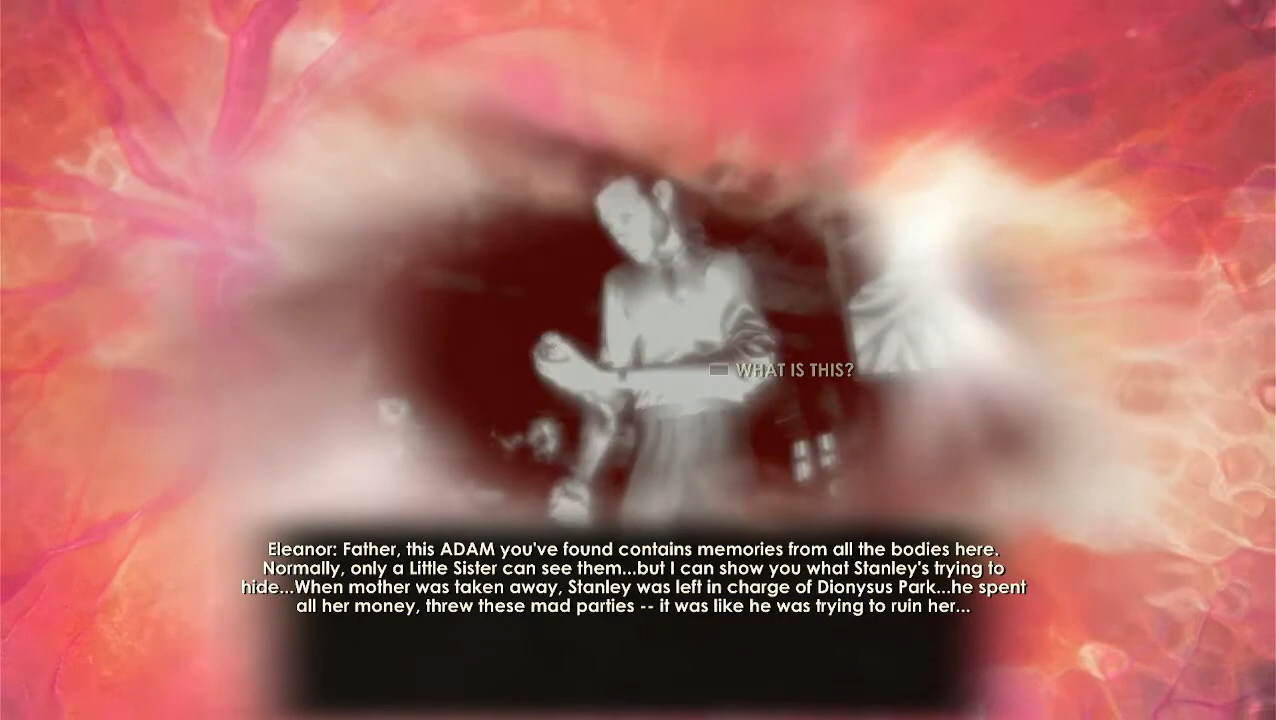 WHAT IS THIS?
Eleanor: Father, this ADAM you've found contains memories from all the bodies here.
Normally, only a Little Sister can see them...but I can show you what Stanley's trying to
hide...When mother was taken away, Stanley was left in charge of Dionysus Park...he spent
all her money, threw these mad parties -- it was like he was trying to ruin her...